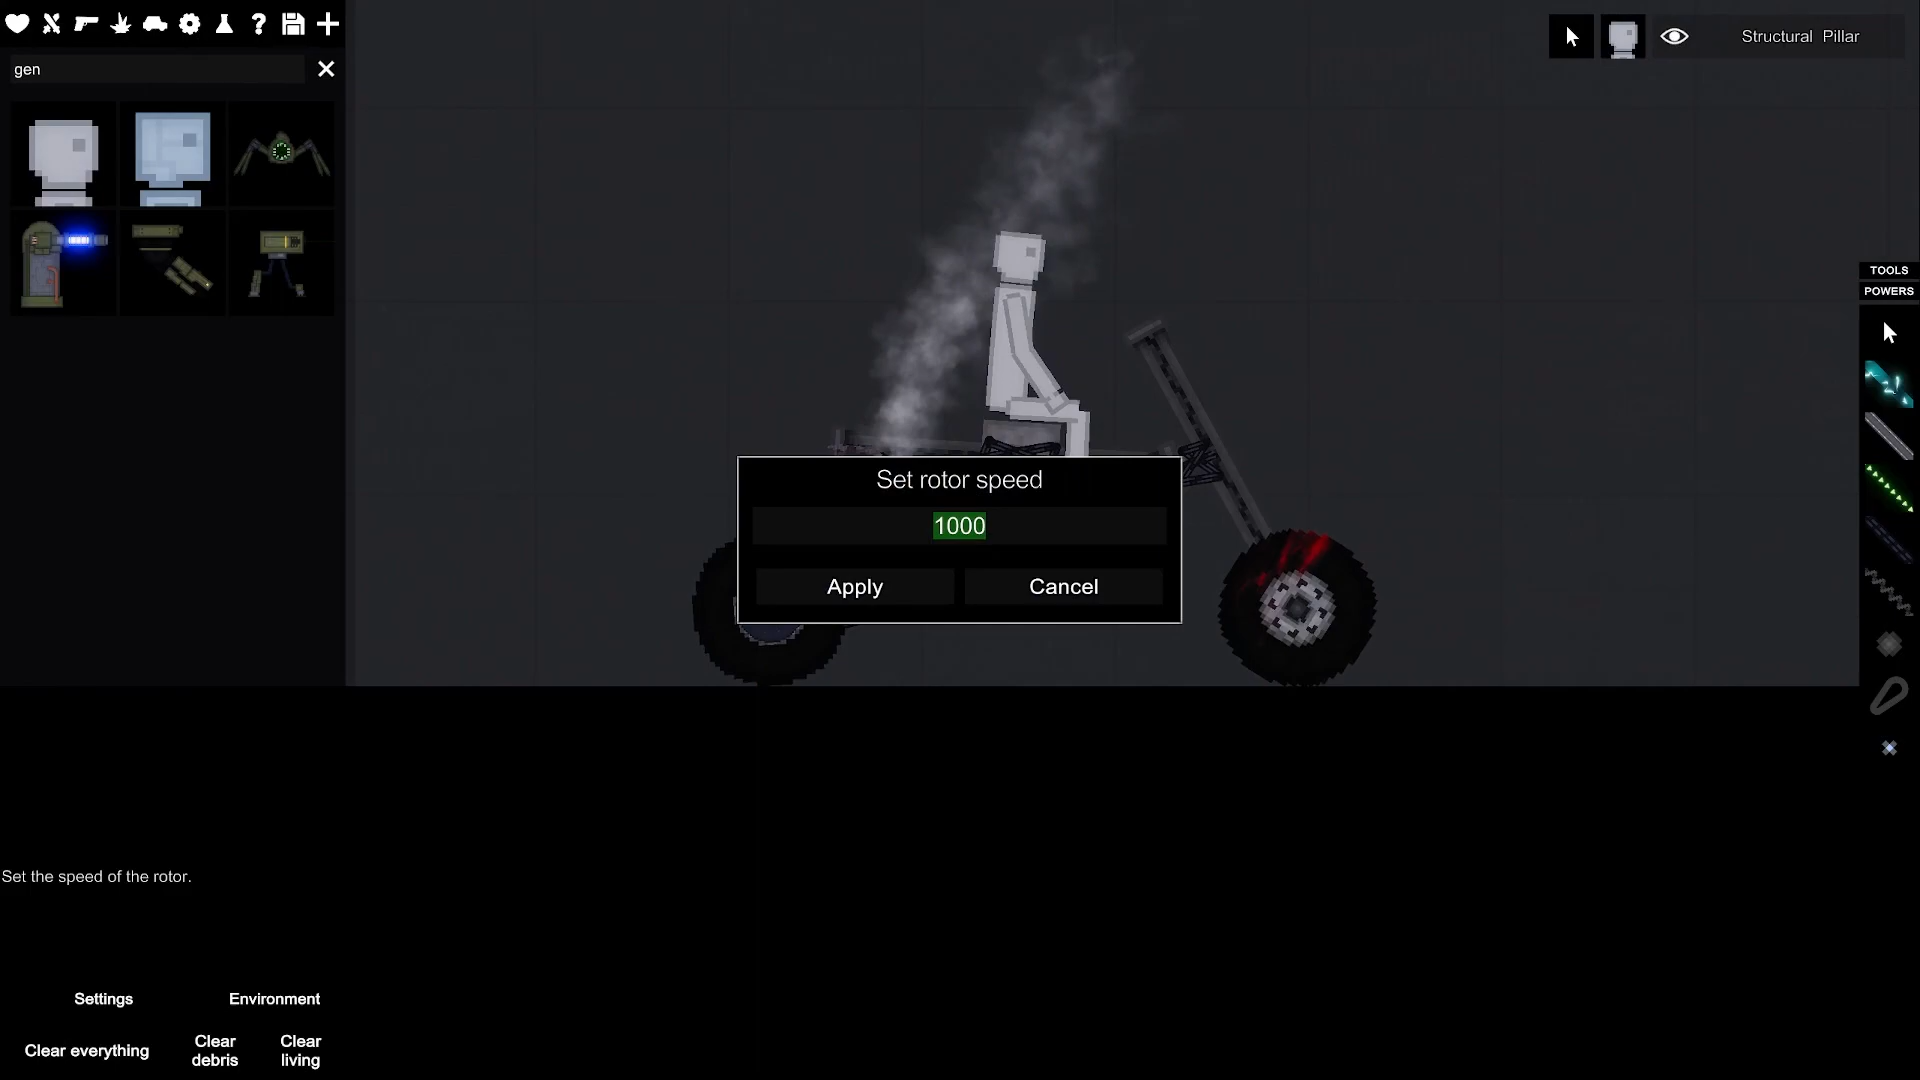 gen
Structural Pillar
TOOLS
POWERS
Set rotor speed
1000
Apply Cancel
Set the speed of the rotor.
Settings Environment
Clear everything Clear debris Clear living